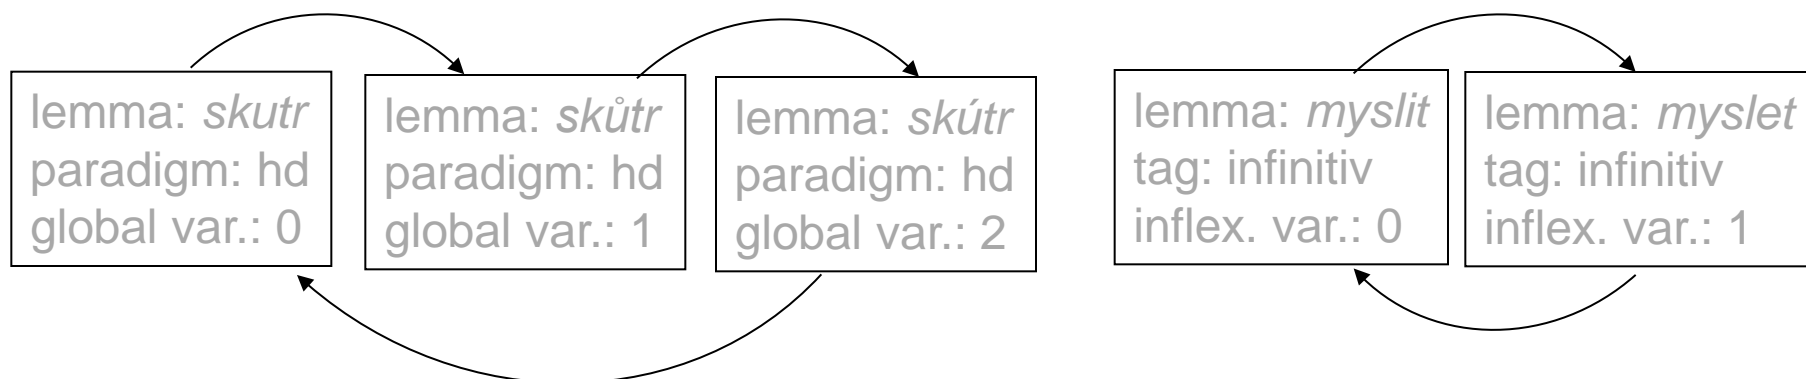 lemma: skutr
paradigm: hd
global var.: 0
lemma: skůtr
paradigm: hd
global var.: 1
lemma: skútr
paradigm: hd
global var.: 2
lemma: myslit
tag: infinitiv
inflex. var.: 0
lemma: myslet
tag: infinitiv
inflex. var.: 1